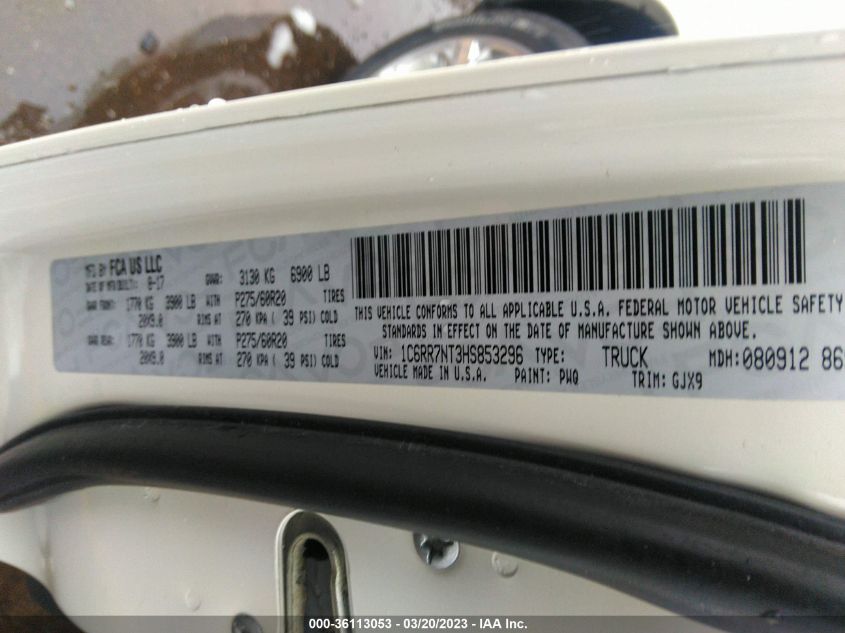 MFG BY FCA US LLC
DATE OF MFR(BUILT): 8-17 GVWR: 3130 KG 6900 LB
GAWR FRONT: 1770 KG 3900 LB WITH P275/60R20 TIRES
20X9.0 RIMS AT 270 KPA ( 39 PSI) COLD
GAWR REAR: 1770 KG 3900 LB WITH P275/60R20 TIRES
20X9.0 RIMS AT 270 KPA ( 39 PSI) COLD
THIS VEHICLE CONFORMS TO ALL APPLICABLE U.S.A. FEDERAL MOTOR VEHICLE SAFETY
STANDARDS IN EFFECT ON THE DATE OF MANUFACTURE SHOWN ABOVE.
VIN: 1C6RR7NT3HS853296 TYPE: TRUCK MDH: 080912 86
VEHICLE MADE IN U.S.A. PAINT: PWQ TRIM: GJX9
000-36113053 - 03/20/2023 - IAA Inc.